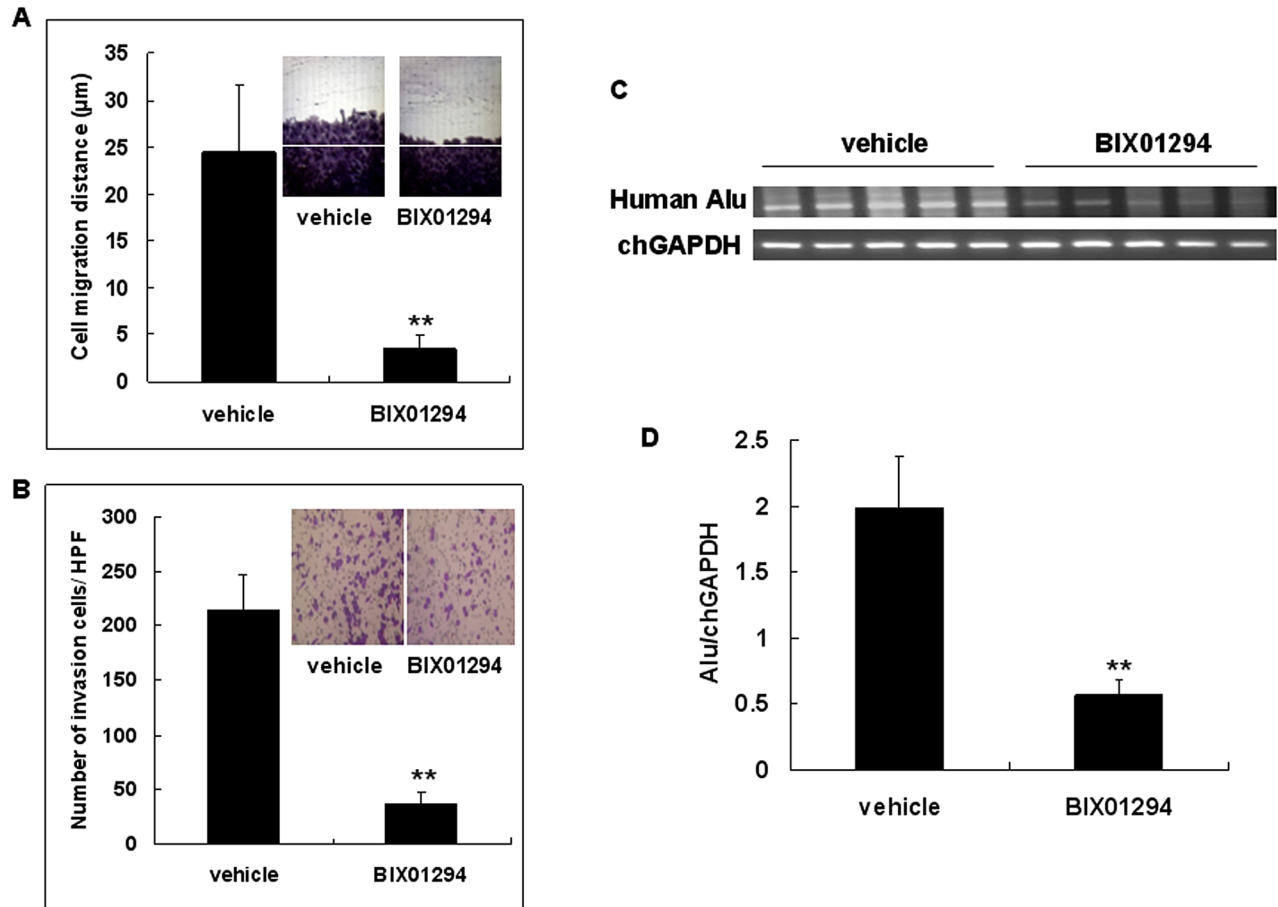 A
Cell migration distance (µm)
35
30
25
20
15
10
5
0
vehicle BIX01294
**
vehicle BIX01294
B
Number of invasion cells/ HPF
300
250
200
150
100
50
0
vehicle BIX01294
**
vehicle BIX01294
C
vehicle BIX01294
Human Alu
chGAPDH
D
Alu/chGAPDH
2.5
2
1.5
1
0.5
0
**
vehicle BIX01294